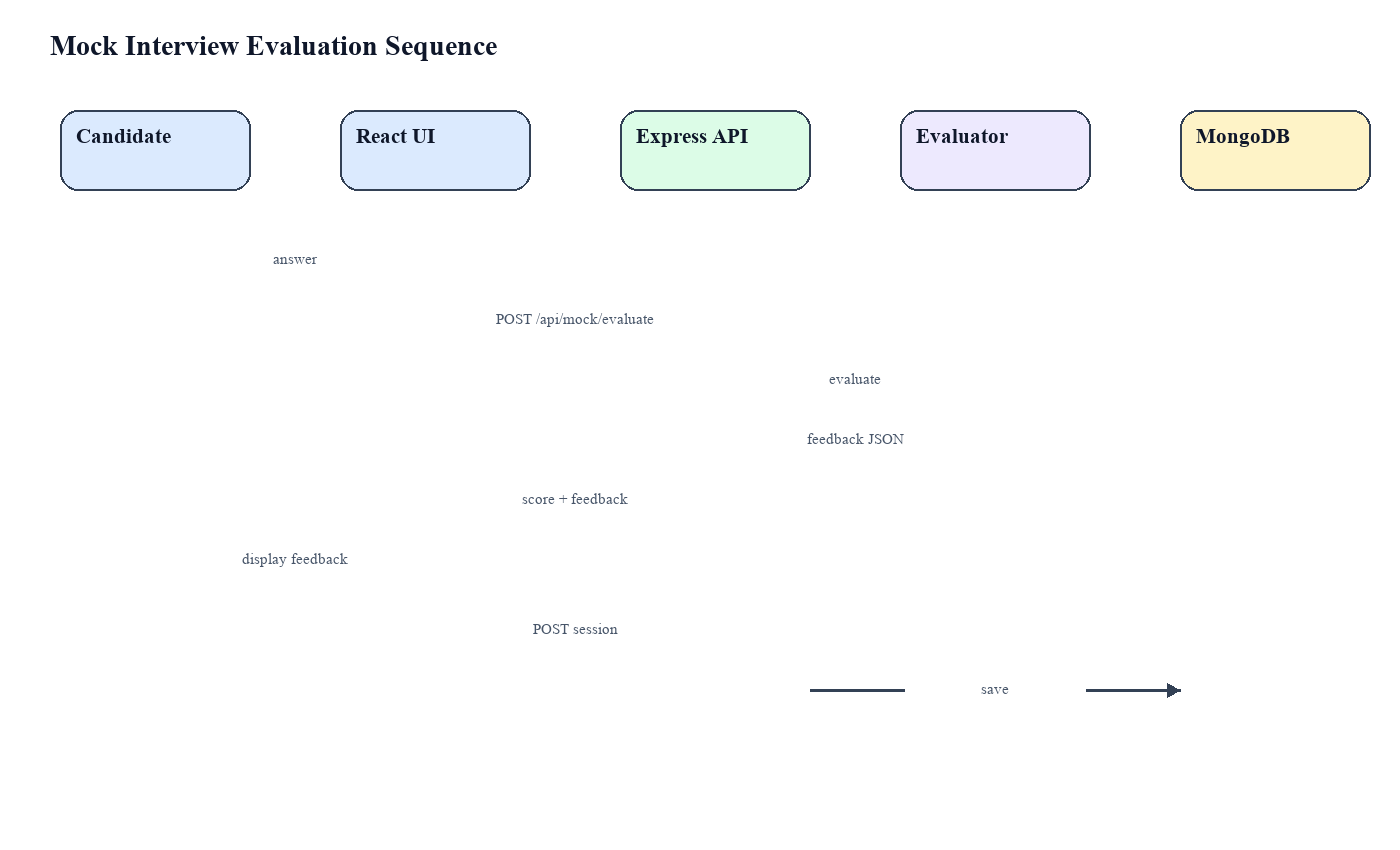 Mock Interview Evaluation Sequence
Candidate
React UI
Express API
Evaluator
MongoDB
answer
POST /api/mock/evaluate
evaluate
feedback JSON
score + feedback
display feedback
POST session
save